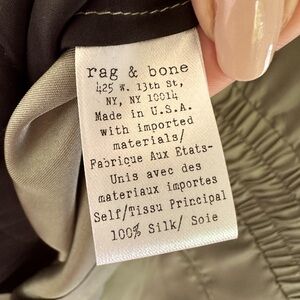 rag & bone
425 W. 13th St,
NY, NY 10014
Made in U.S.A.
with imported
materials/
Fabrique Aux Etats-
Unis avec des
materiaux importes
Self/Tissu Principal
100% Silk/ Soie